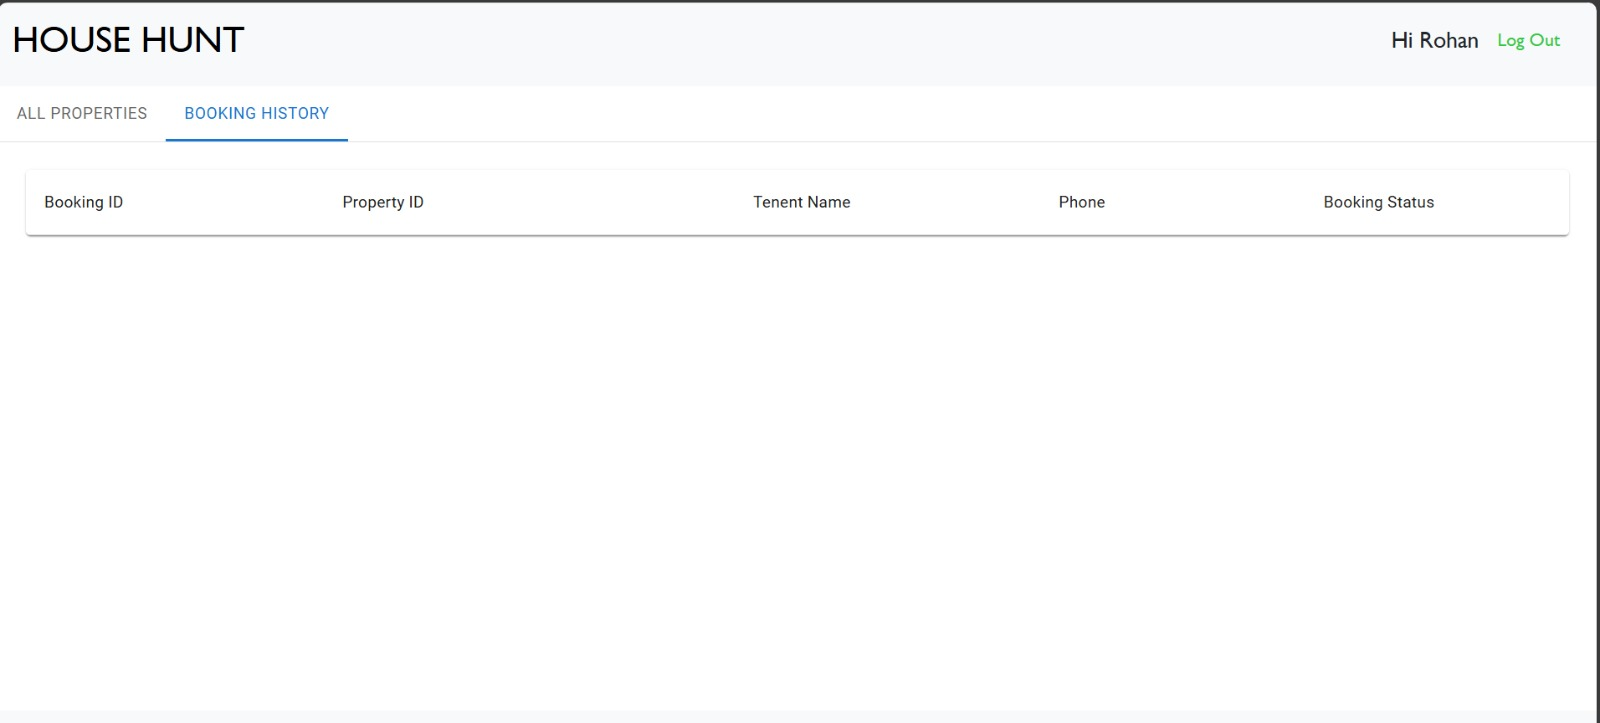 HOUSE HUNT
Hi Rohan Log Out
ALL PROPERTIES BOOKING HISTORY
Booking ID Property ID Tenent Name Phone Booking Status